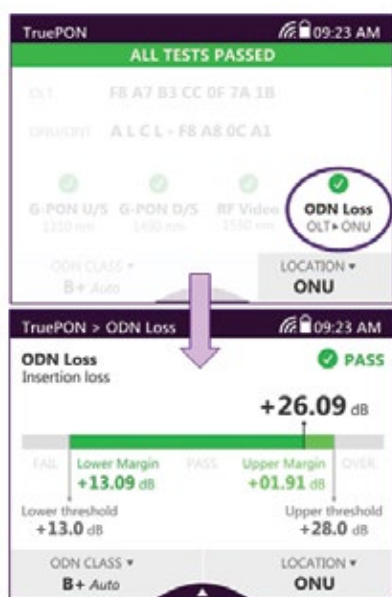 TruePON 09:23 AM
ALL TESTS PASSED
OLT F8 A7 B3 CC 0F 7A 1B
ONU/ONT A L C L - F8 A8 0C A1
G-PON U/S G-PON D/S RF Video ODN Loss
1310 nm 1490 nm 1550 nm OLT ▸ ONU
ODN CLASS ▾ LOCATION ▾
B+ Auto ONU
TruePON > ODN Loss 09:23 AM
ODN Loss PASS
Insertion loss
+26.09 dB
FAIL Lower Margin PASS Upper Margin OVER
+13.09 dB +01.91 dB
Lower threshold Upper threshold
+13.0 dB +28.0 dB
ODN CLASS ▾ LOCATION ▾
B+ Auto ONU